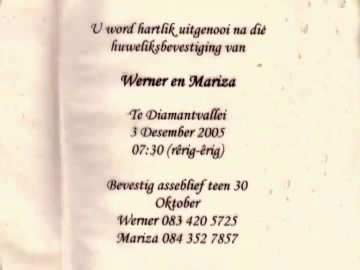 U word hartlik uitgenooi na dié
huweliksbevestiging van
Werner en Mariza
Te Diamantvallei
3 Desember 2005
07:30 (rêrig-êrig)
Bevestig asseblief teen 30
Oktober
Werner 083 420 5725
Mariza 084 352 7857